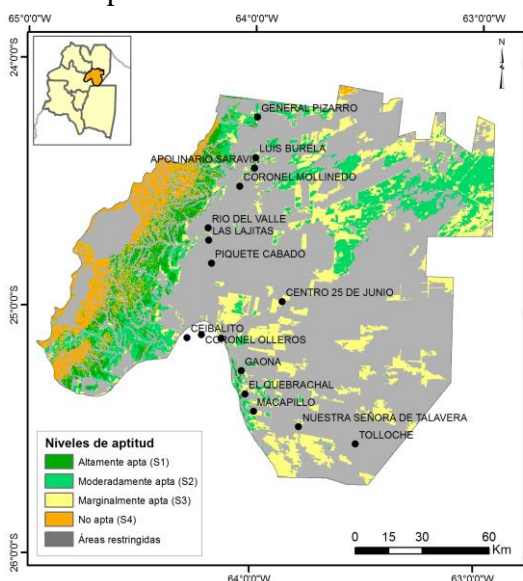 65°0'0"W 64°0'0"W 63°0'0"W
24°0'0"S
N
GENERAL PIZARRO
LUIS BURELA
APOLINARIO SARAVIA
CORONEL MOLLINEDO
RIO DEL VALLE
LAS LAJITAS
PIQUETE CABADO
CENTRO 25 DE JUNIO
25°0'0"S
CEIBALITO
CORONEL OLLEROS
GAONA
EL QUEBRACHAL
MACAPILLO
NUESTRA SEÑORA DE TALAVERA
TOLLOCHE
Niveles de aptitud
Altamente apta (S1)
Moderadamente apta (S2)
Marginalmente apta (S3)
No apta (S4)
Áreas restringidas
0 15 30 60
Km
26°0'0"S
64°0'0"W 63°0'0"W